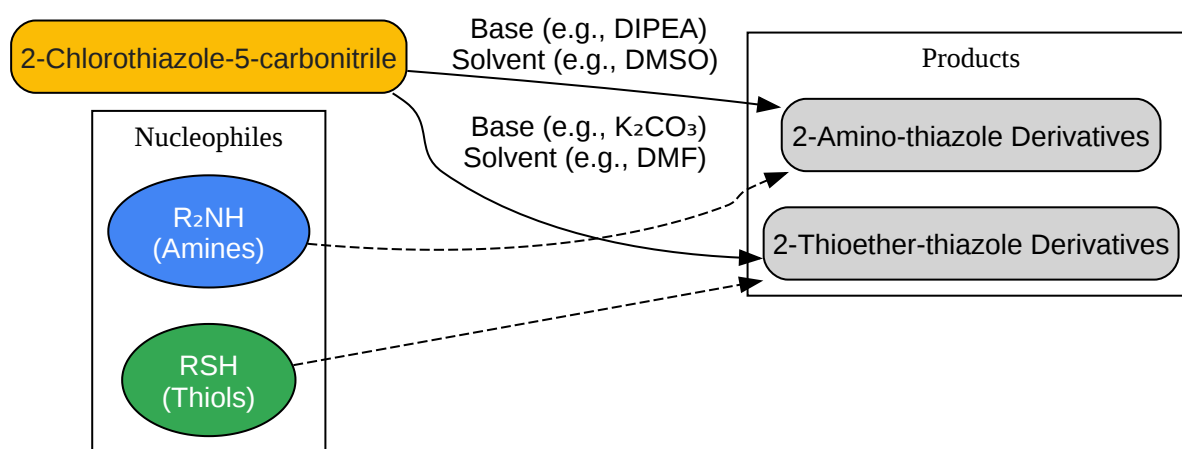 2-Chlorothiazole-5-carbonitrile
Base (e.g., DIPEA)
Solvent (e.g., DMSO)
Products
Base (e.g., K₂CO₃)
Solvent (e.g., DMF)
2-Amino-thiazole Derivatives
Nucleophiles
R₂NH
(Amines)
2-Thioether-thiazole Derivatives
RSH
(Thiols)